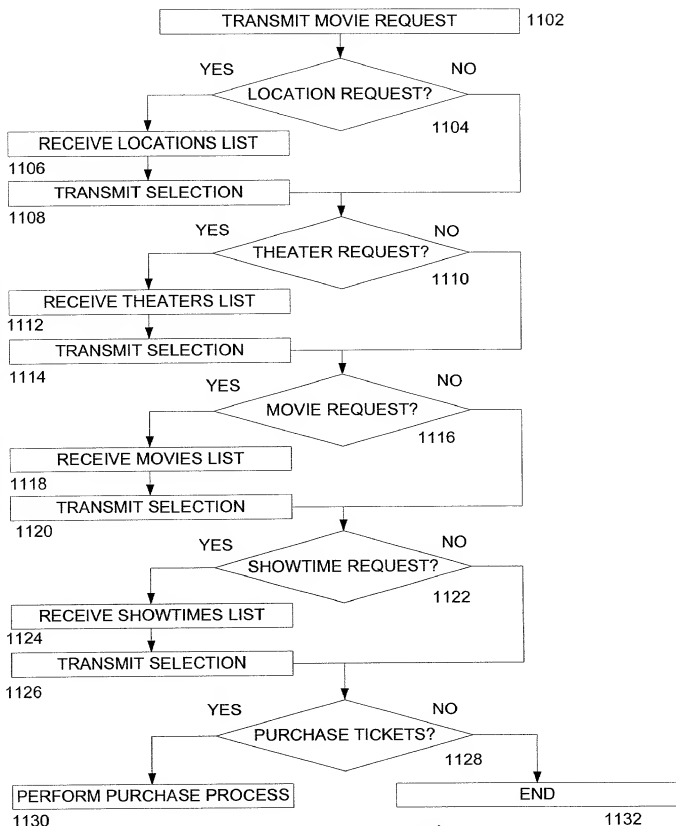 TRANSMIT MOVIE REQUEST 1102
YES NO
LOCATION REQUEST?
1104
RECEIVE LOCATIONS LIST
1106
TRANSMIT SELECTION
1108
YES NO
THEATER REQUEST?
1110
RECEIVE THEATERS LIST
1112
TRANSMIT SELECTION
1114
YES NO
MOVIE REQUEST?
1116
RECEIVE MOVIES LIST
1118
TRANSMIT SELECTION
1120
YES NO
SHOWTIME REQUEST?
1122
RECEIVE SHOWTIMES LIST
1124
TRANSMIT SELECTION
1126
YES NO
PURCHASE TICKETS?
1128
PERFORM PURCHASE PROCESS END
1130 1132